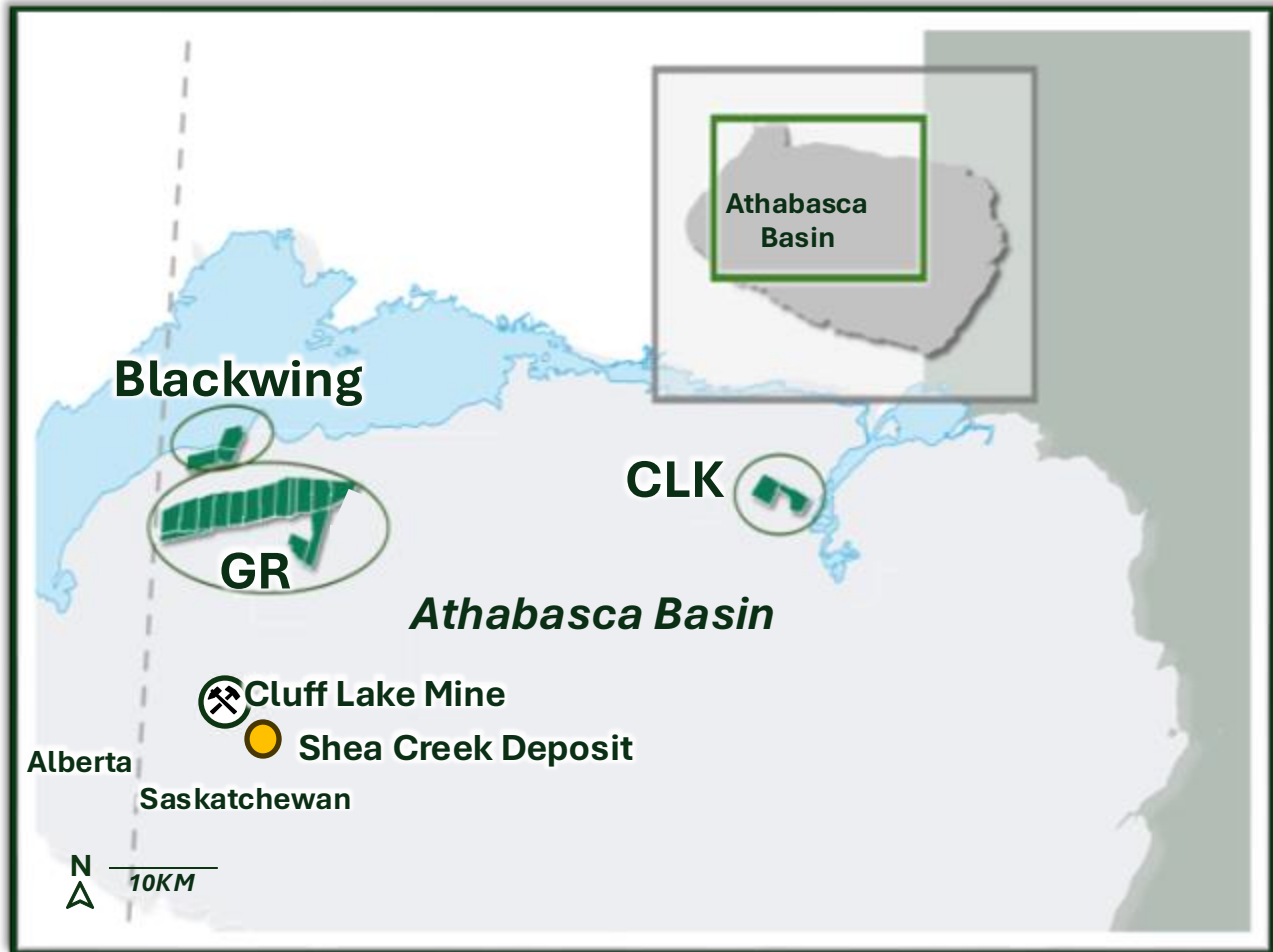 Athabasca
Basin
Blackwing
CLK
GR
Athabasca Basin
Cluff Lake Mine
Shea Creek Deposit
Alberta
Saskatchewan
N
10KM